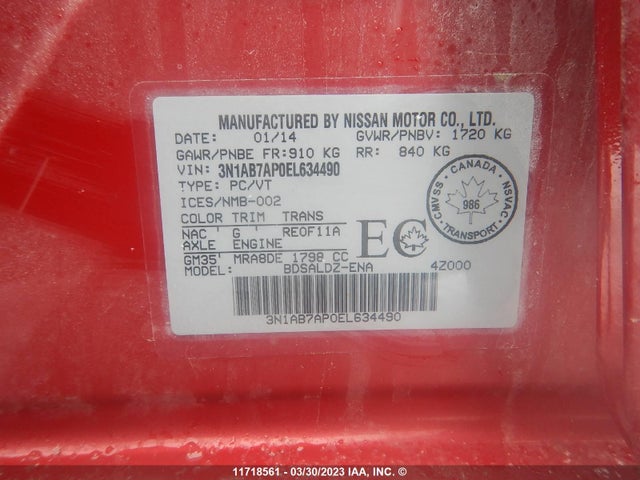 MANUFACTURED BY NISSAN MOTOR CO., LTD.
DATE: 01/14 GVWR/PNBV: 1720 KG
GAWR/PNBE FR: 910 KG RR: 840 KG
VIN: 3N1AB7AP0EL634490
TYPE: PC/VT
ICES/NMB-002
COLOR TRIM TRANS
NAC' G' REOF11A
AXLE ENGINE
GM35' MRA8DE 1798 CC
MODEL: BDSALDZ-ENA 4Z000
EC
CMVSS - CANADA - NSVAC
986
TRANSPORT
3N1AB7AP0EL634490
11718561 - 03/30/2023 IAA, Inc. ©